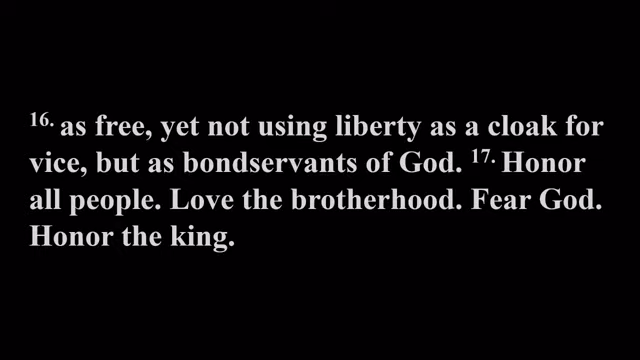 16. as free, yet not using liberty as a cloak for
vice, but as bondservants of God. 17. Honor
all people. Love the brotherhood. Fear God.
Honor the king.